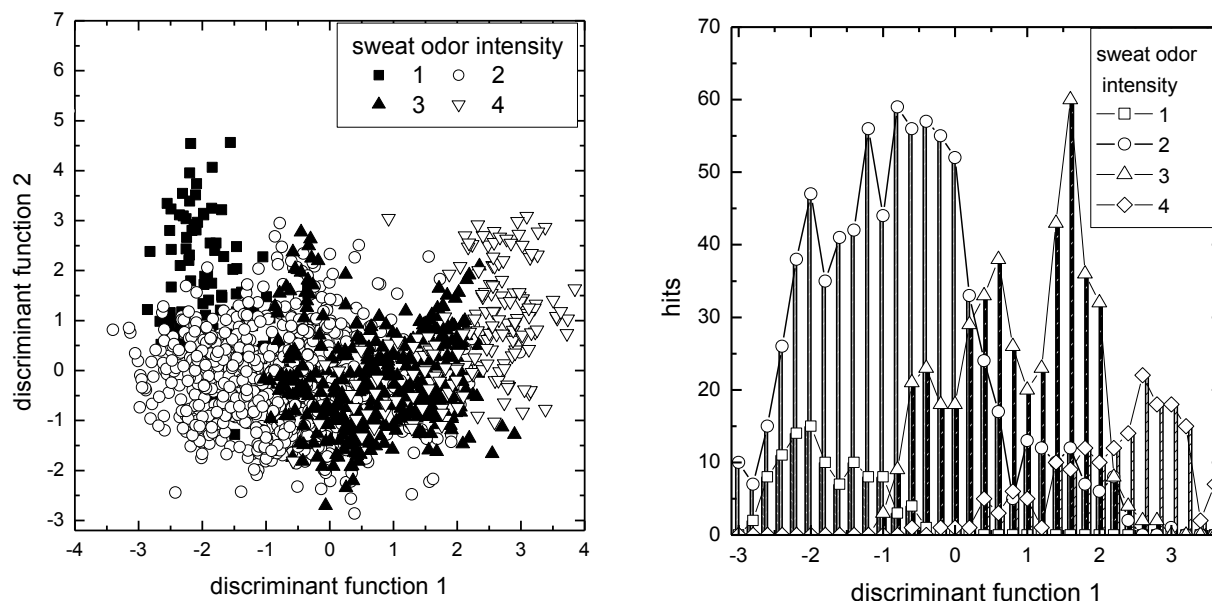 7
6
5
4
3
2
1
0
-1
-2
-3
-4 -3 -2 -1 0 1 2 3 4
discriminant function 2
discriminant function 1
sweat odor intensity
1 2
3 4
70
60
50
40
30
20
10
0
-3 -2 -1 0 1 2 3
hits
discriminant function 1
sweat odor
intensity
1
2
3
4